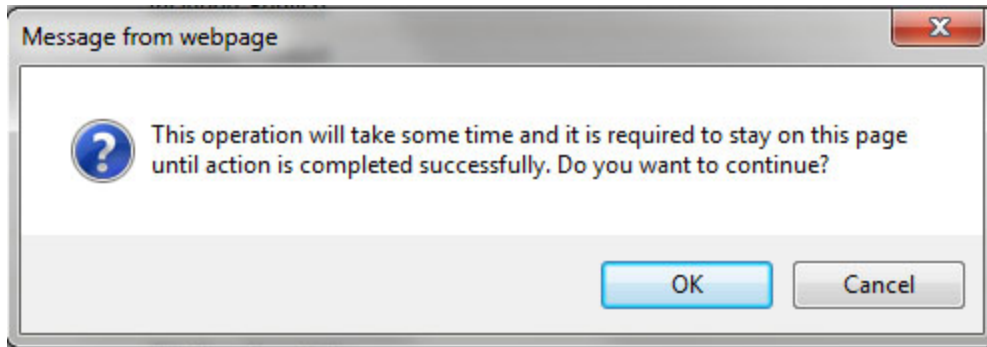 Message from webpage
This operation will take some time and it is required to stay on this page
until action is completed successfully. Do you want to continue?
OK
Cancel